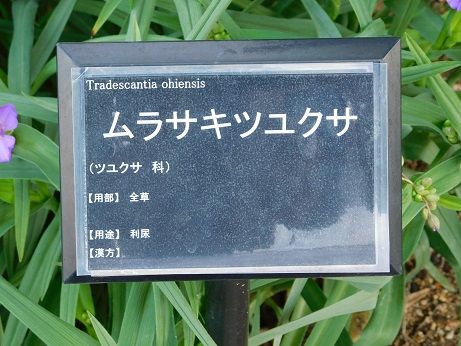 Tradescantia ohiensis
ムラサキツユクサ
（ツユクサ 科）
【用部】 全草
【用途】 利尿
【漢方】